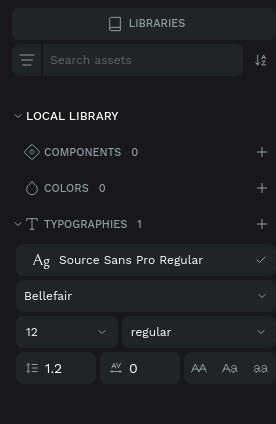 LIBRARIES
Search assets
LOCAL LIBRARY
COMPONENTS 0
COLORS 0
TYPOGRAPHIES 1
Ag Source Sans Pro Regular
Bellefair
12 regular
1.2 0 AA Aa aa